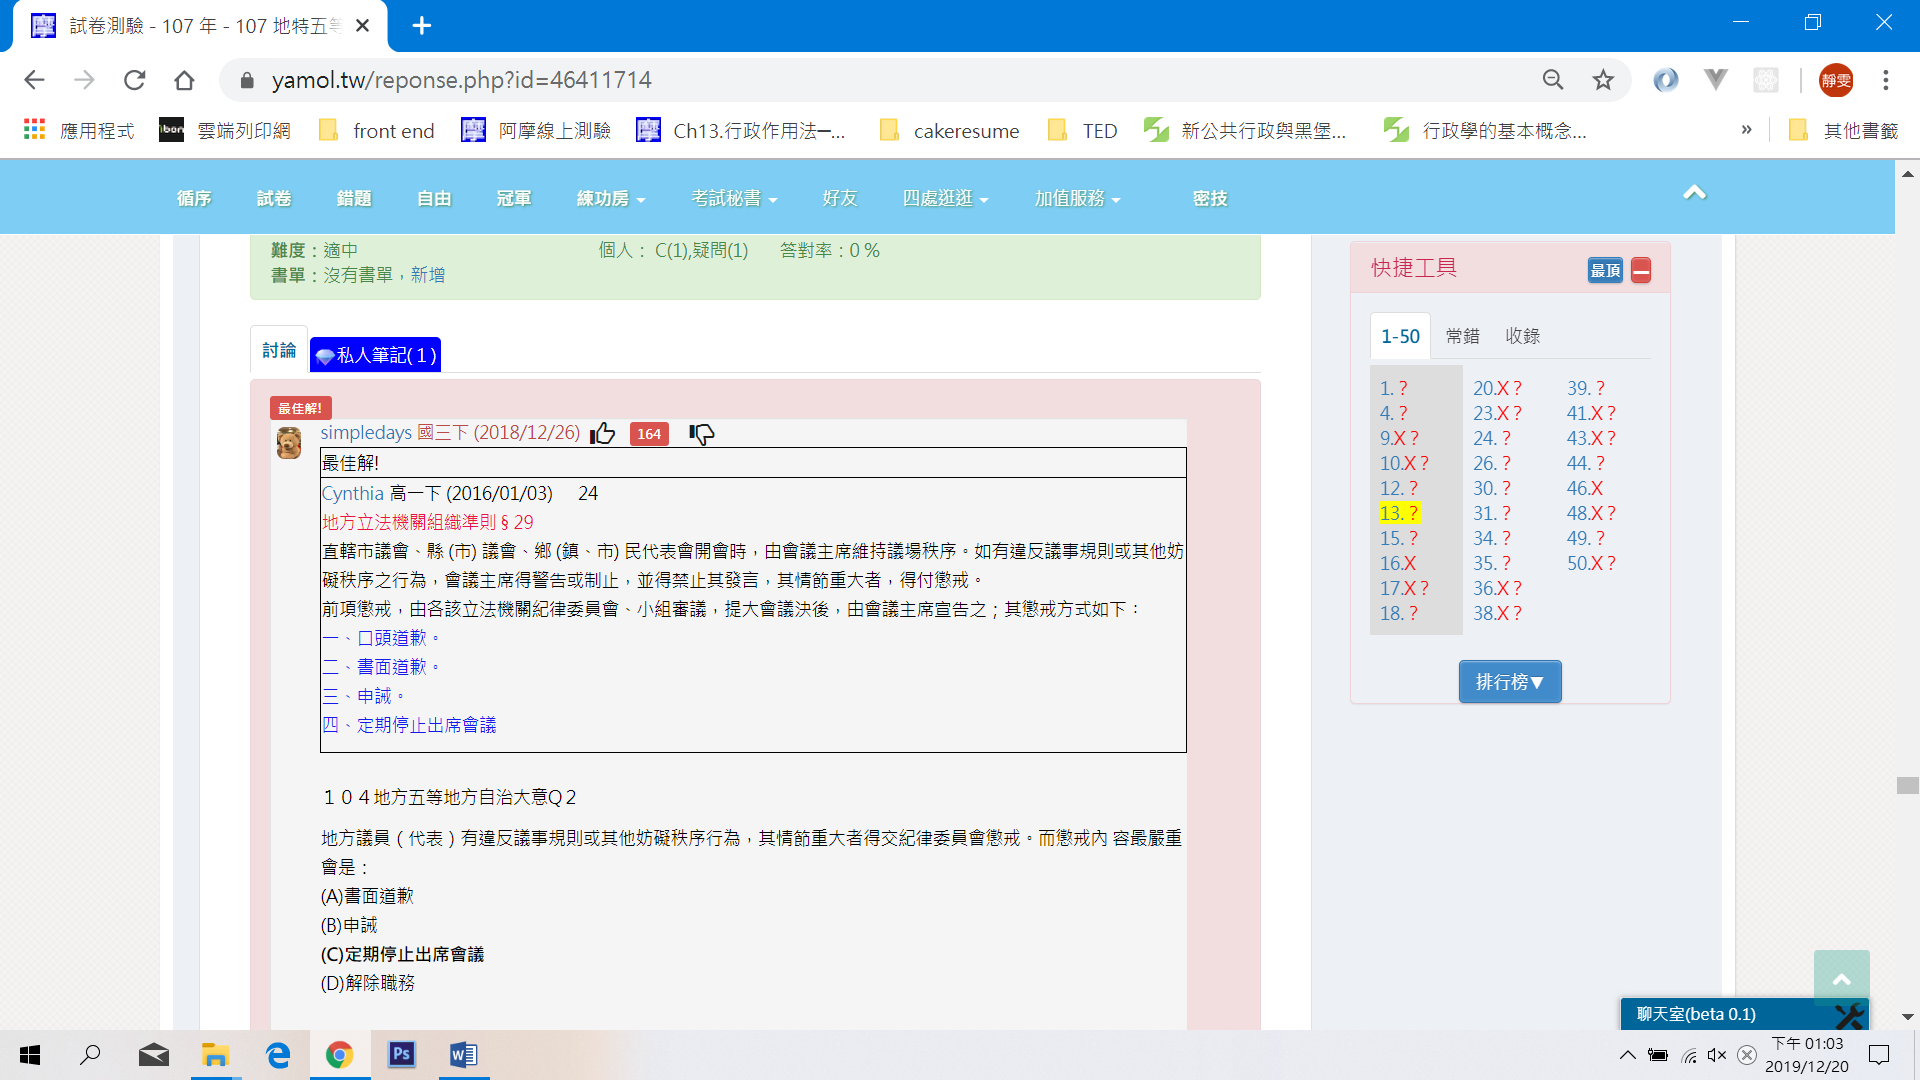 試卷測驗 - 107 年 - 107 地特五等
yamol.tw/reponse.php?id=46411714
靜雯
應用程式
ibon
雲端列印網
front end
阿摩線上測驗
Ch13.行政作用法─...
cakeresume
TED
新公共行政與黑堡...
行政學的基本概念...
»
其他書籤
循序 試卷 錯題 自由 冠軍 練功房 考試秘書 好友 四處逛逛 加值服務 密技
難度：適中 個人： C(1),疑問(1) 答對率：0 %
書單：沒有書單，新增
討論
私人筆記( 1 )
最佳解!
simpledays 國三下 (2018/12/26) 164
最佳解!
Cynthia 高一下 (2016/01/03) 24
地方立法機關組織準則 § 29
直轄市議會、縣 (市) 議會、鄉 (鎮、市) 民代表會開會時，由會議主席維持議場秩序。如有違反議事規則或其他妨
礙秩序之行為，會議主席得警告或制止，並得禁止其發言，其情節重大者，得付懲戒。
前項懲戒，由各該立法機關紀律委員會、小組審議，提大會議決後，由會議主席宣告之；其懲戒方式如下：
一、口頭道歉。
二、書面道歉。
三、申誡。
四、定期停止出席會議
１０４地方五等地方自治大意Q２
地方議員（代表）有違反議事規則或其他妨礙秩序行為，其情節重大者得交紀律委員會懲戒。而懲戒內 容最嚴重
會是：
(A)書面道歉
(B)申誡
(C)定期停止出席會議
(D)解除職務
快捷工具
最頂
1-50 常錯 收錄
1. ?
4. ?
9.X ?
10.X ?
12. ?
13. ?
15. ?
16.X
17.X ?
18. ?
20.X ?
23.X ?
24. ?
26. ?
30. ?
31. ?
34. ?
35. ?
36.X ?
38.X ?
39. ?
41.X ?
43.X ?
44. ?
46.X
48.X ?
49. ?
50.X ?
排行榜▼
聊天室(beta 0.1)
Ps
下午 01:03
2019/12/20